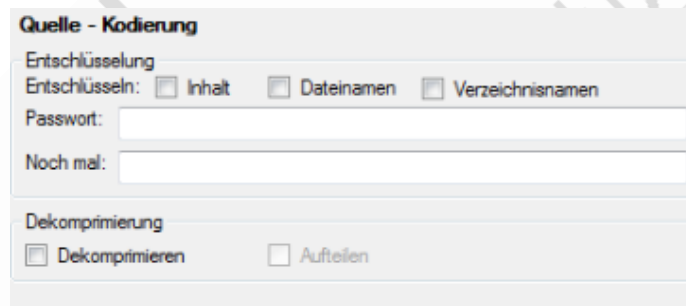 Quelle - Kodierung
Entschlüsselung
Entschlüsseln: Inhalt Dateinamen Verzeichnisnamen
Passwort:
Noch mal:
Dekomprimierung
Dekomprimieren Aufteilen